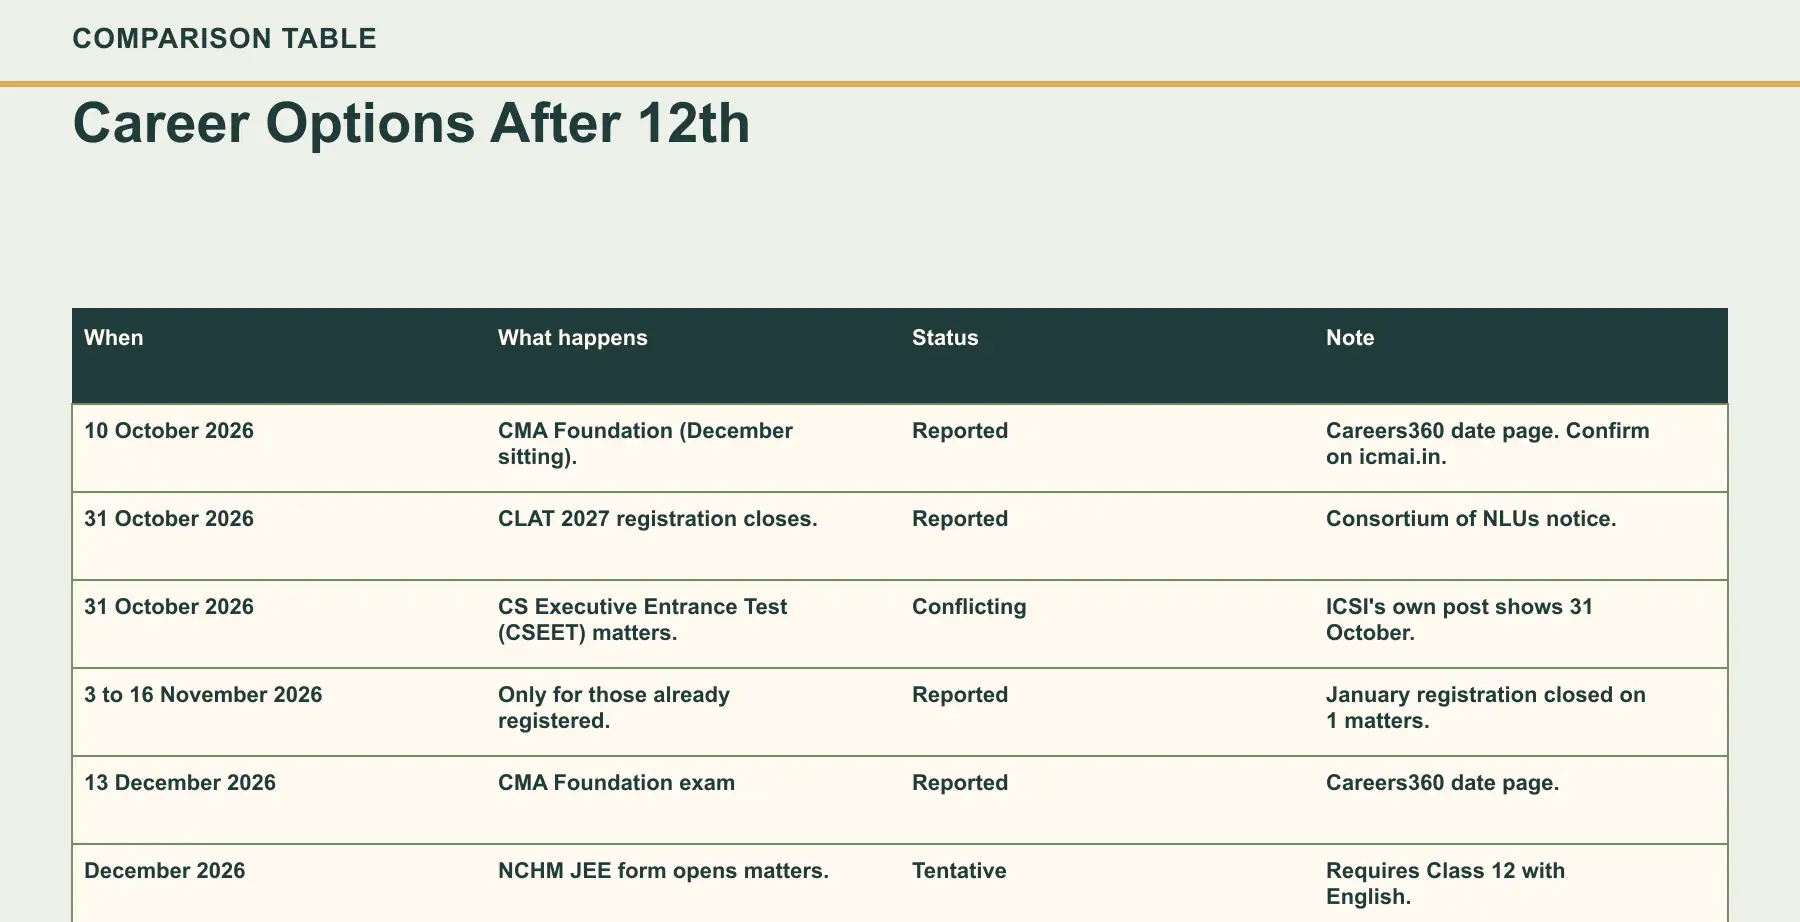 COMPARISON TABLE
Career Options After 12th
When What happens Status Note
10 October 2026 CMA Foundation (December Reported Careers360 date page. Confirm
sitting). on icmai.in.
31 October 2026 CLAT 2027 registration closes. Reported Consortium of NLUs notice.
31 October 2026 CS Executive Entrance Test Conflicting ICSI's own post shows 31
(CSEET) matters. October.
3 to 16 November 2026 Only for those already Reported January registration closed on
registered. 1 matters.
13 December 2026 CMA Foundation exam Reported Careers360 date page.
December 2026 NCHM JEE form opens matters. Tentative Requires Class 12 with
English.